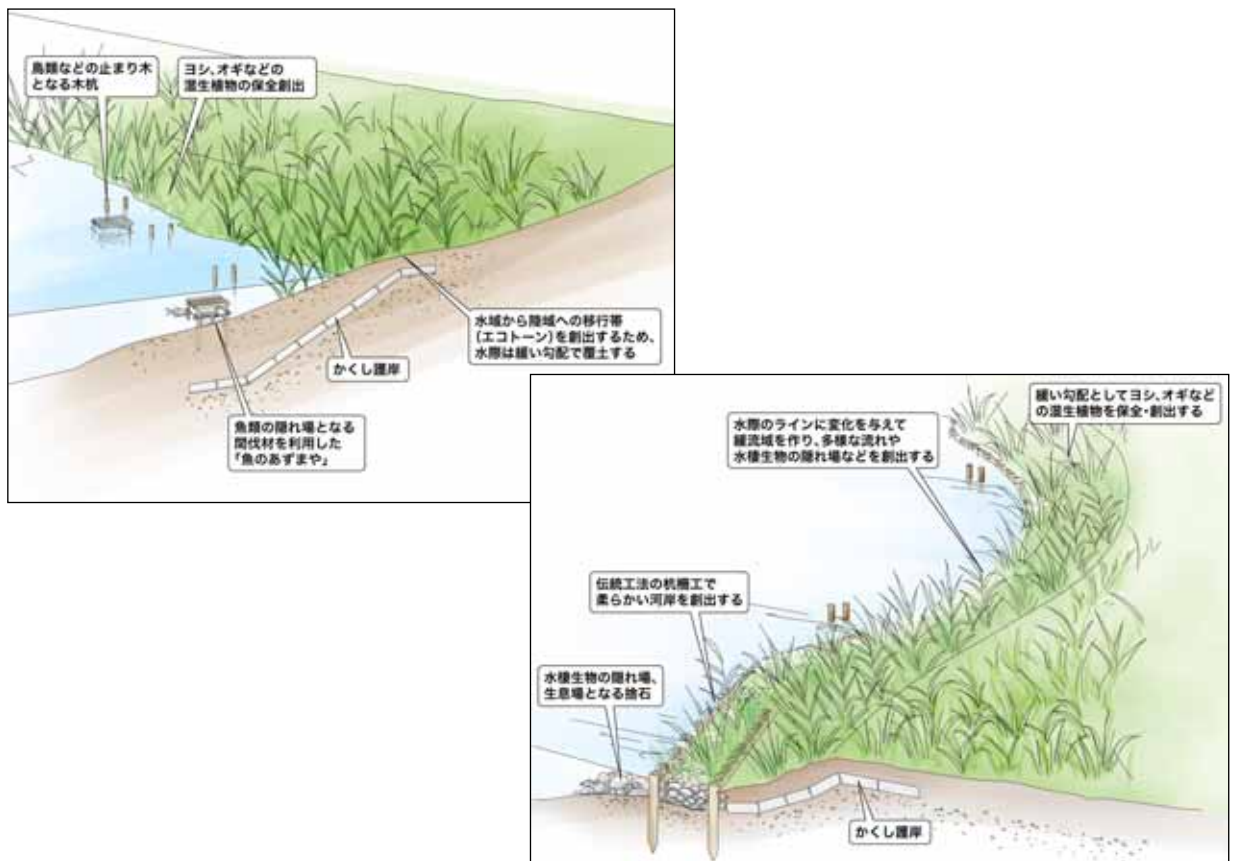 鳥類などの止まり木
となる木杭
ヨシ、オギなどの
湿生植物の保全創出
水域から陸域への移行帯
（エコトーン）を創出するため、
水際は緩い勾配で覆土する
かくし護岸
魚類の隠れ場となる
間伐材を利用した
「魚のあずまや」
緩い勾配としてヨシ、オギなど
の湿生植物を保全・創出する
水際のラインに変化を与えて
緩流域を作り、多様な流れや
水棲生物の隠れ場などを創出する
伝統工法の杭柵工で
柔らかい河岸を創出する
水棲生物の隠れ場、
生息場となる捨石
かくし護岸